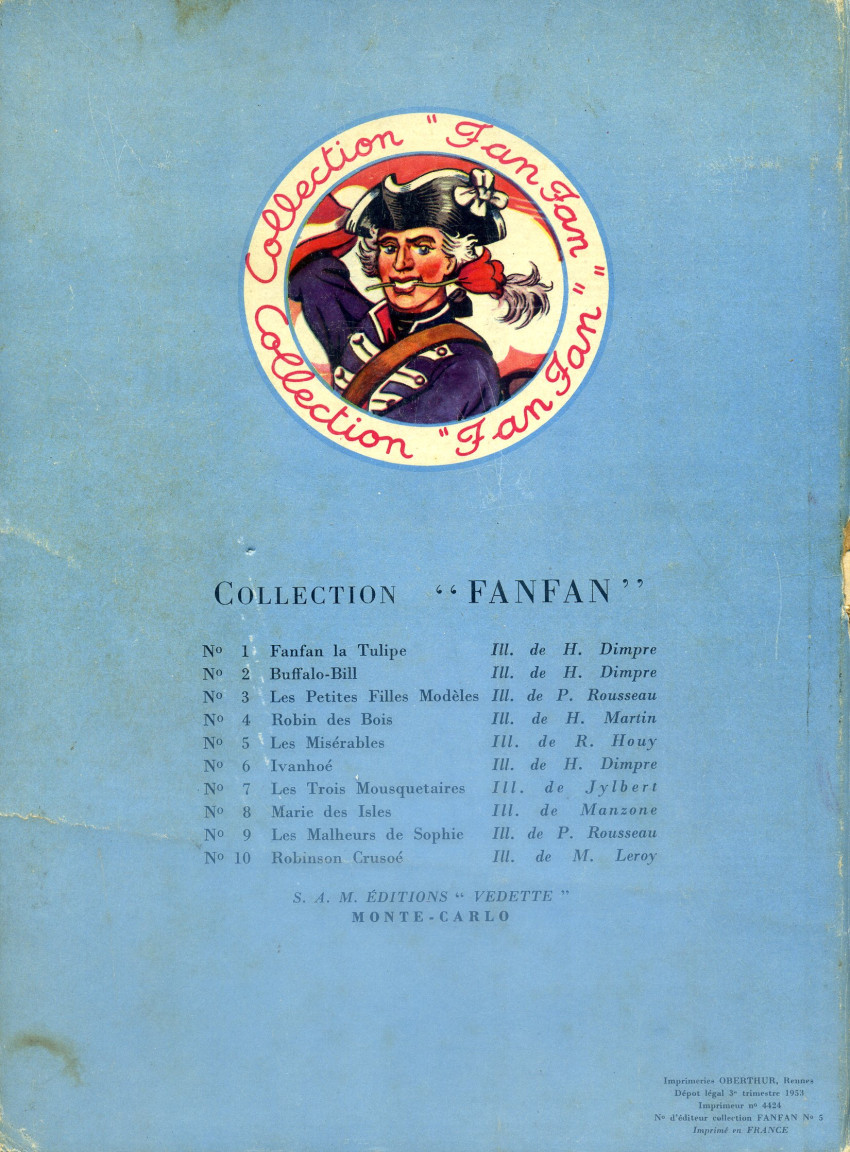 Collection "FanFan"
Collection "FanFan"
COLLECTION “FANFAN”
Nº 1 Fanfan la Tulipe Ill. de H. Dimpre
Nº 2 Buffalo-Bill Ill. de H. Dimpre
Nº 3 Les Petites Filles Modèles Ill. de P. Rousseau
Nº 4 Robin des Bois Ill. de H. Martin
Nº 5 Les Misérables Ill. de R. Houy
Nº 6 Ivanhoé Ill. de H. Dimpre
Nº 7 Les Trois Mousquetaires Ill. de Jylbert
Nº 8 Marie des Isles Ill. de Manzone
Nº 9 Les Malheurs de Sophie Ill. de P. Rousseau
Nº 10 Robinson Crusoé Ill. de M. Leroy
S. A. M. ÉDITIONS “ VEDETTE ”
MONTE-CARLO
Imprimeries OBERTHUR, Rennes
Dépot légal 3e trimestre 1953
Imprimeur nº 4424
Nº d'éditeur collection FANFAN Nº 5
Imprimé en FRANCE